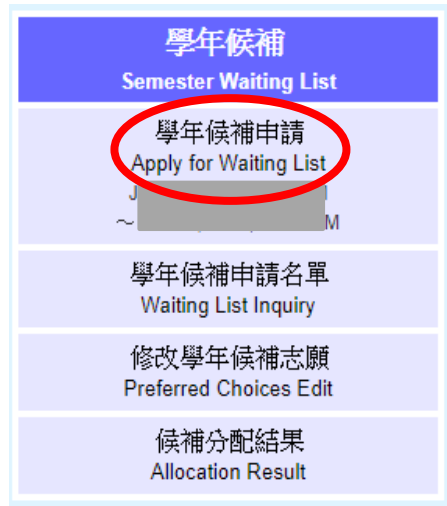 學年候補
Semester Waiting List
學年候補申請
Apply for Waiting List
J
～ M
學年候補申請名單
Waiting List Inquiry
修改學年候補志願
Preferred Choices Edit
候補分配結果
Allocation Result